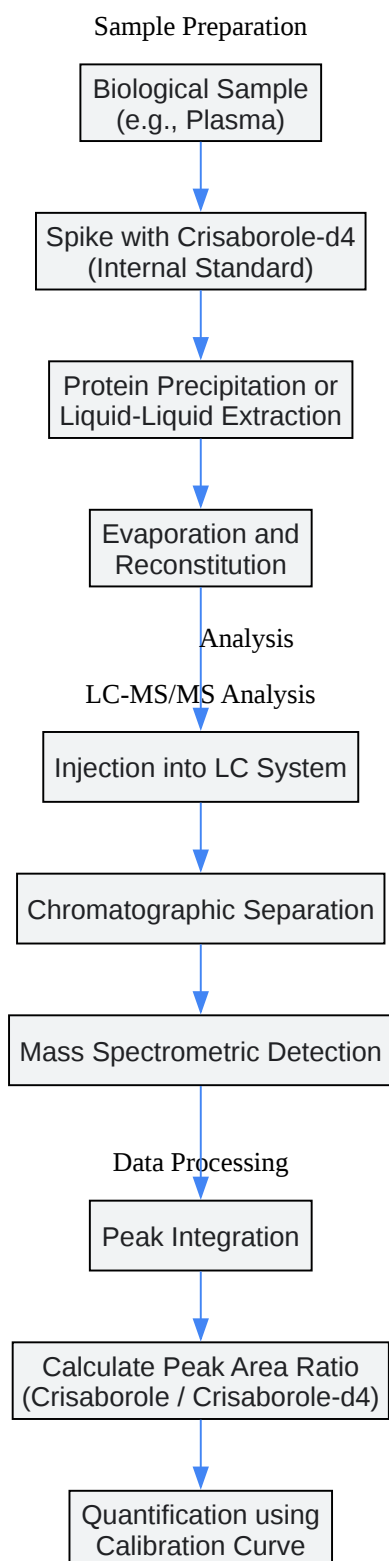 Sample Preparation
Biological Sample
(e.g., Plasma)
Spike with Crisaborole-d4
(Internal Standard)
Protein Precipitation or
Liquid-Liquid Extraction
Evaporation and
Reconstitution
Analysis
LC-MS/MS Analysis
Injection into LC System
Chromatographic Separation
Mass Spectrometric Detection
Data Processing
Peak Integration
Calculate Peak Area Ratio
(Crisaborole / Crisaborole-d4)
Quantification using
Calibration Curve